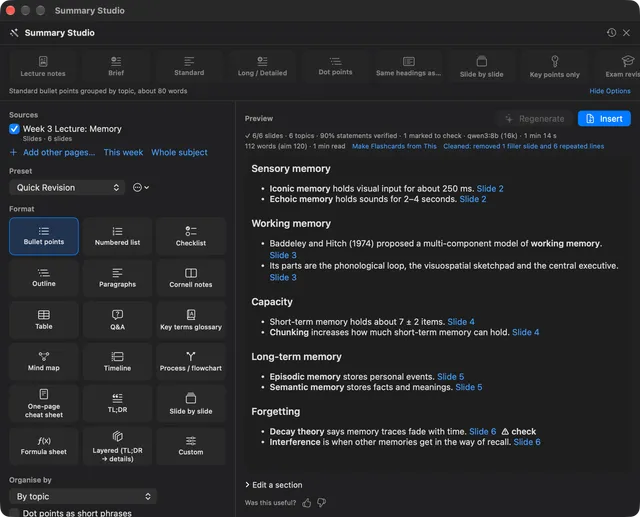 Summary Studio
Summary Studio
Lecture notes
Brief
Standard
Long / Detailed
Dot points
Same headings as...
Slide by slide
Key points only
Exam revis
Standard bullet points grouped by topic, about 80 words
Hide Options
Sources
Week 3 Lecture: Memory
Slides · 6 slides
+ Add other pages...
This week
Whole subject
Preset
Quick Revision
Format
Bullet points
Numbered list
Checklist
Outline
Paragraphs
Cornell notes
Table
Q&A
Key terms glossary
Mind map
Timeline
Process / flowchart
One-page
cheat sheet
TL;DR
Slide by slide
f(x)
Formula sheet
Layered (TL;DR
→ details)
Custom
Organise by
By topic
Dot points as short phrases
Preview
Regenerate
Insert
✓ 6/6 slides · 6 topics · 90% statements verified · 1 marked to check · qwen3:8b (16k) · 1 min 14 s
112 words (aim 120) · 1 min read
Make Flashcards from This
Cleaned: removed 1 filler slide and 6 repeated lines
Sensory memory
• Iconic memory holds visual input for about 250 ms. Slide 2
• Echoic memory holds sounds for 2–4 seconds. Slide 2
Working memory
• Baddeley and Hitch (1974) proposed a multi-component model of working memory.
Slide 3
• Its parts are the phonological loop, the visuospatial sketchpad and the central executive.
Slide 3
Capacity
• Short-term memory holds about 7 ± 2 items. Slide 4
• Chunking increases how much short-term memory can hold. Slide 4
Long-term memory
• Episodic memory stores personal events. Slide 5
• Semantic memory stores facts and meanings. Slide 5
Forgetting
• Decay theory says memory traces fade with time. Slide 6 ⚠ check
• Interference is when other memories get in the way of recall. Slide 6
Edit a section
Was this useful?